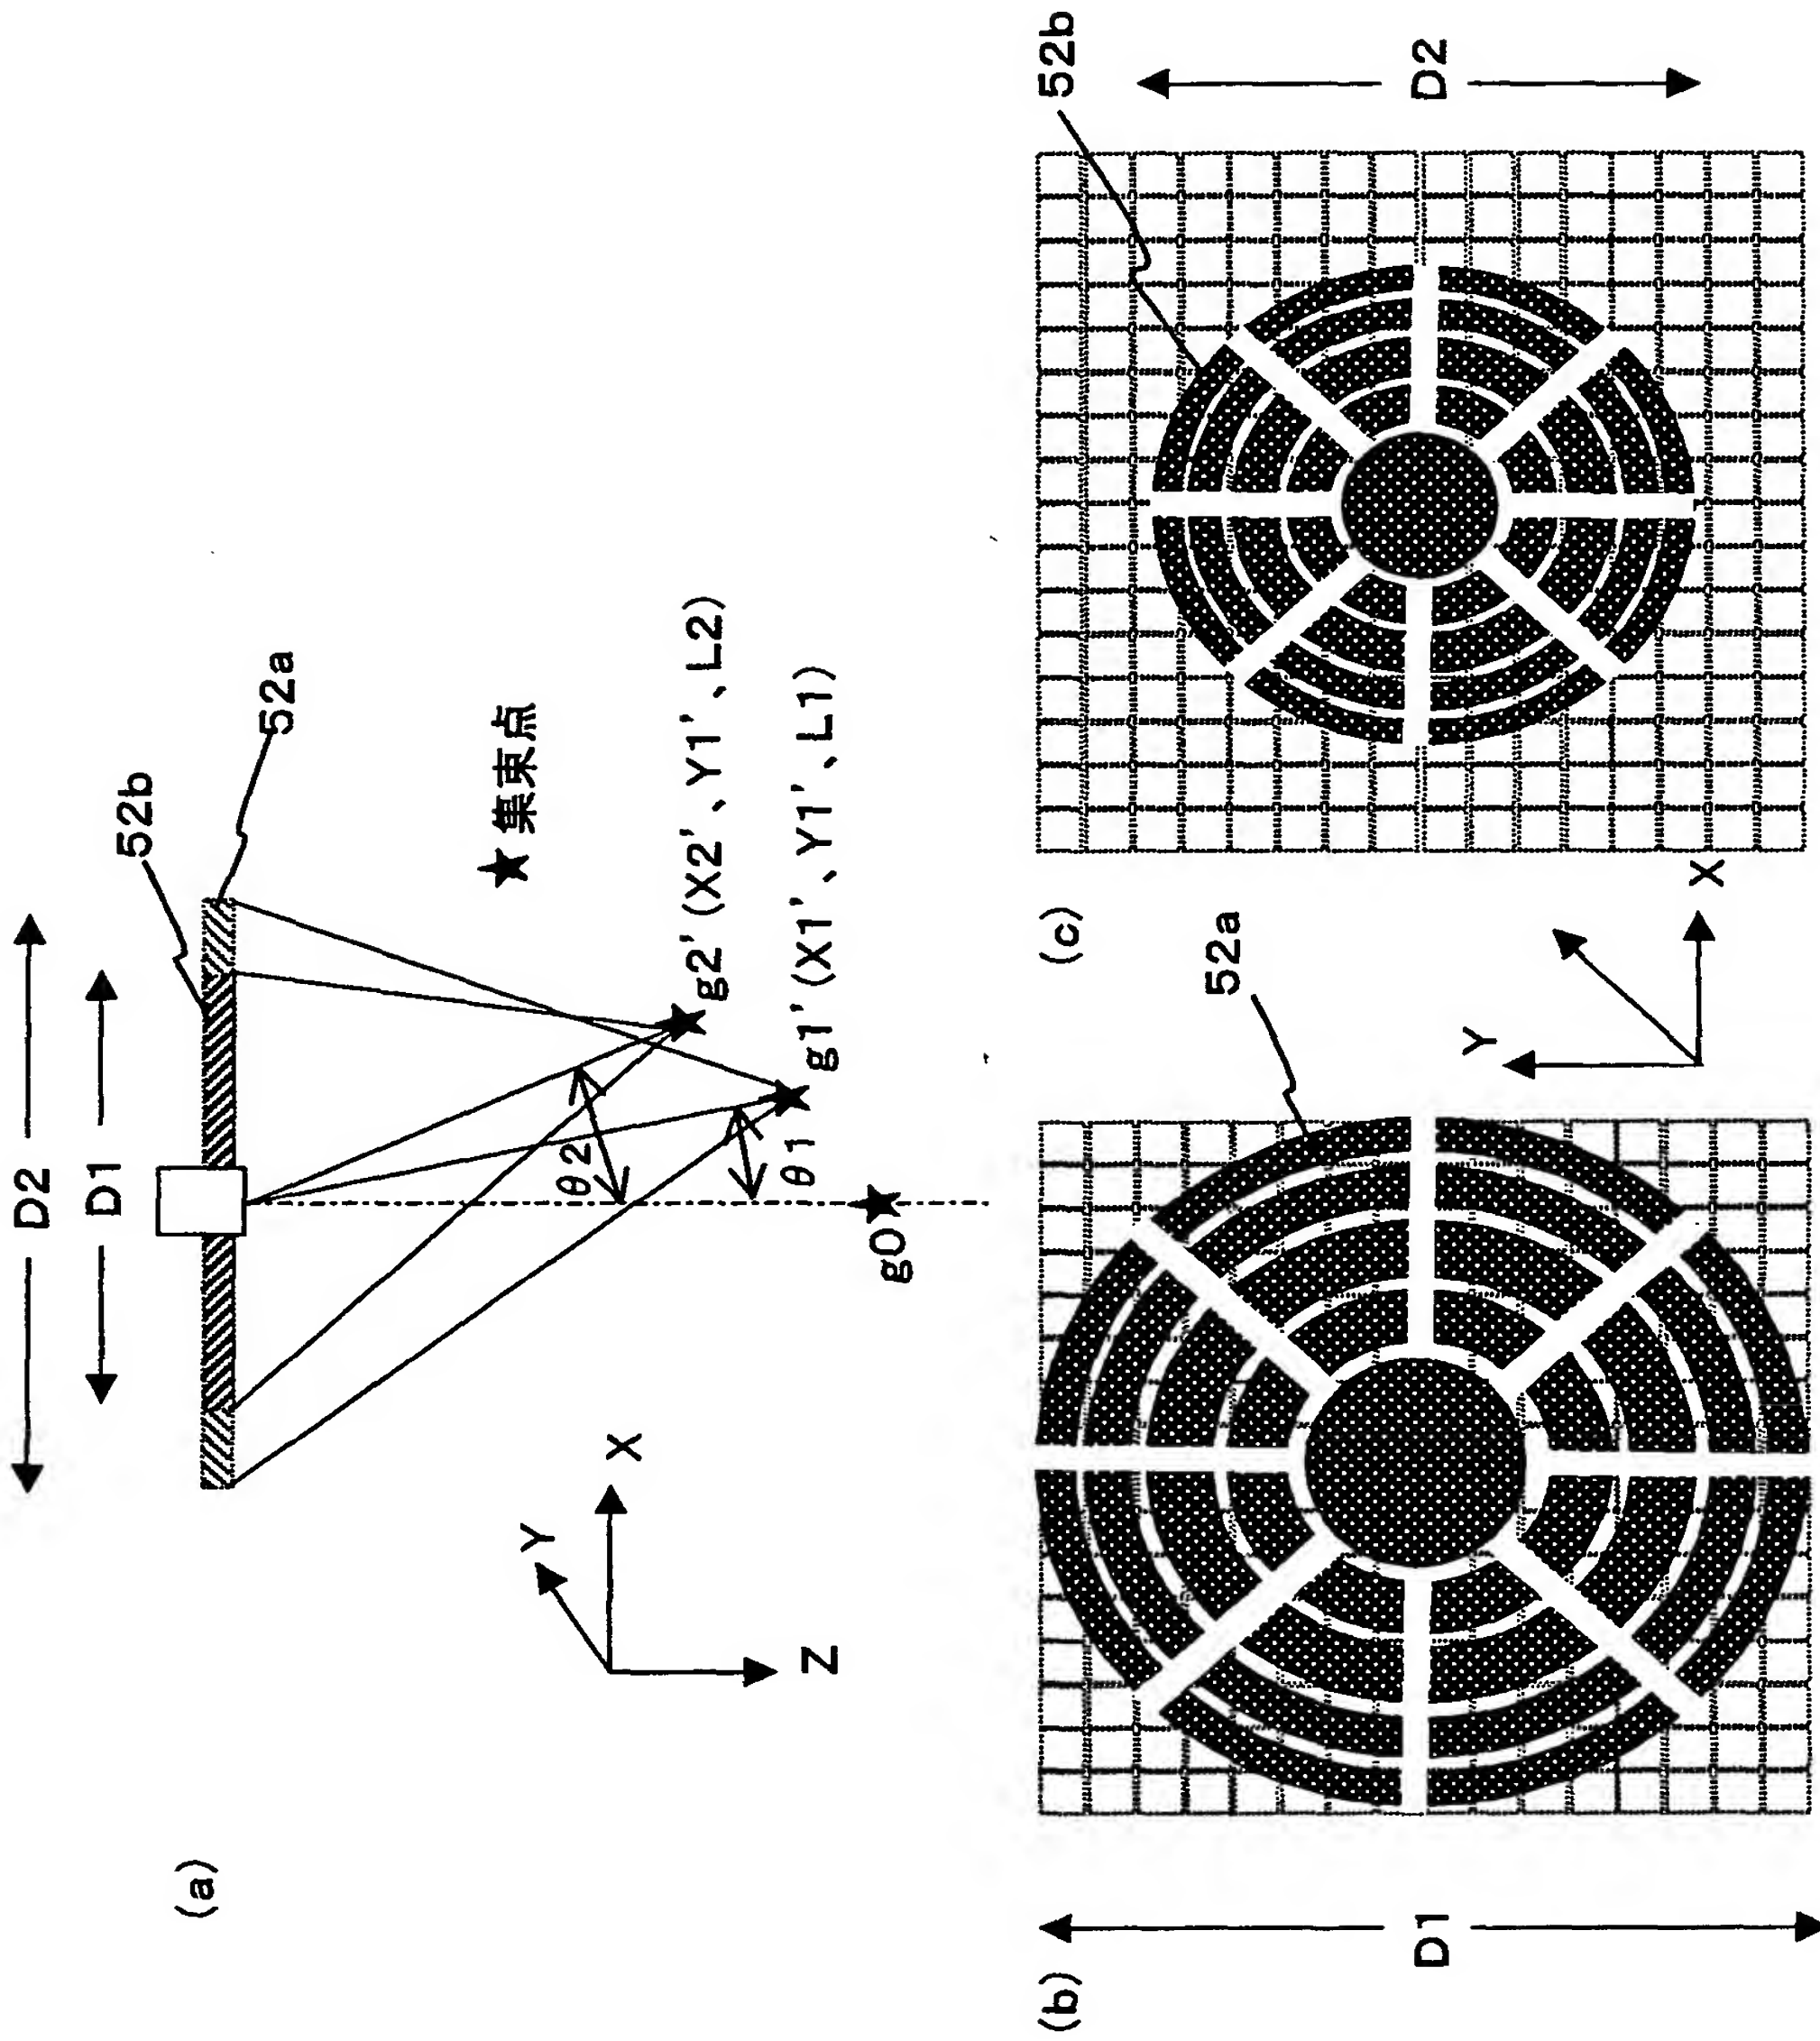 (a)
D2
D1
52b
52a
★集束点
g2'(X2'、Y1'、L2)
g1'(X1'、Y1'、L1)
θ2
θ1
g0
Y
X
Z
(b)
D1
52a
Y
X
(c)
52b
D2